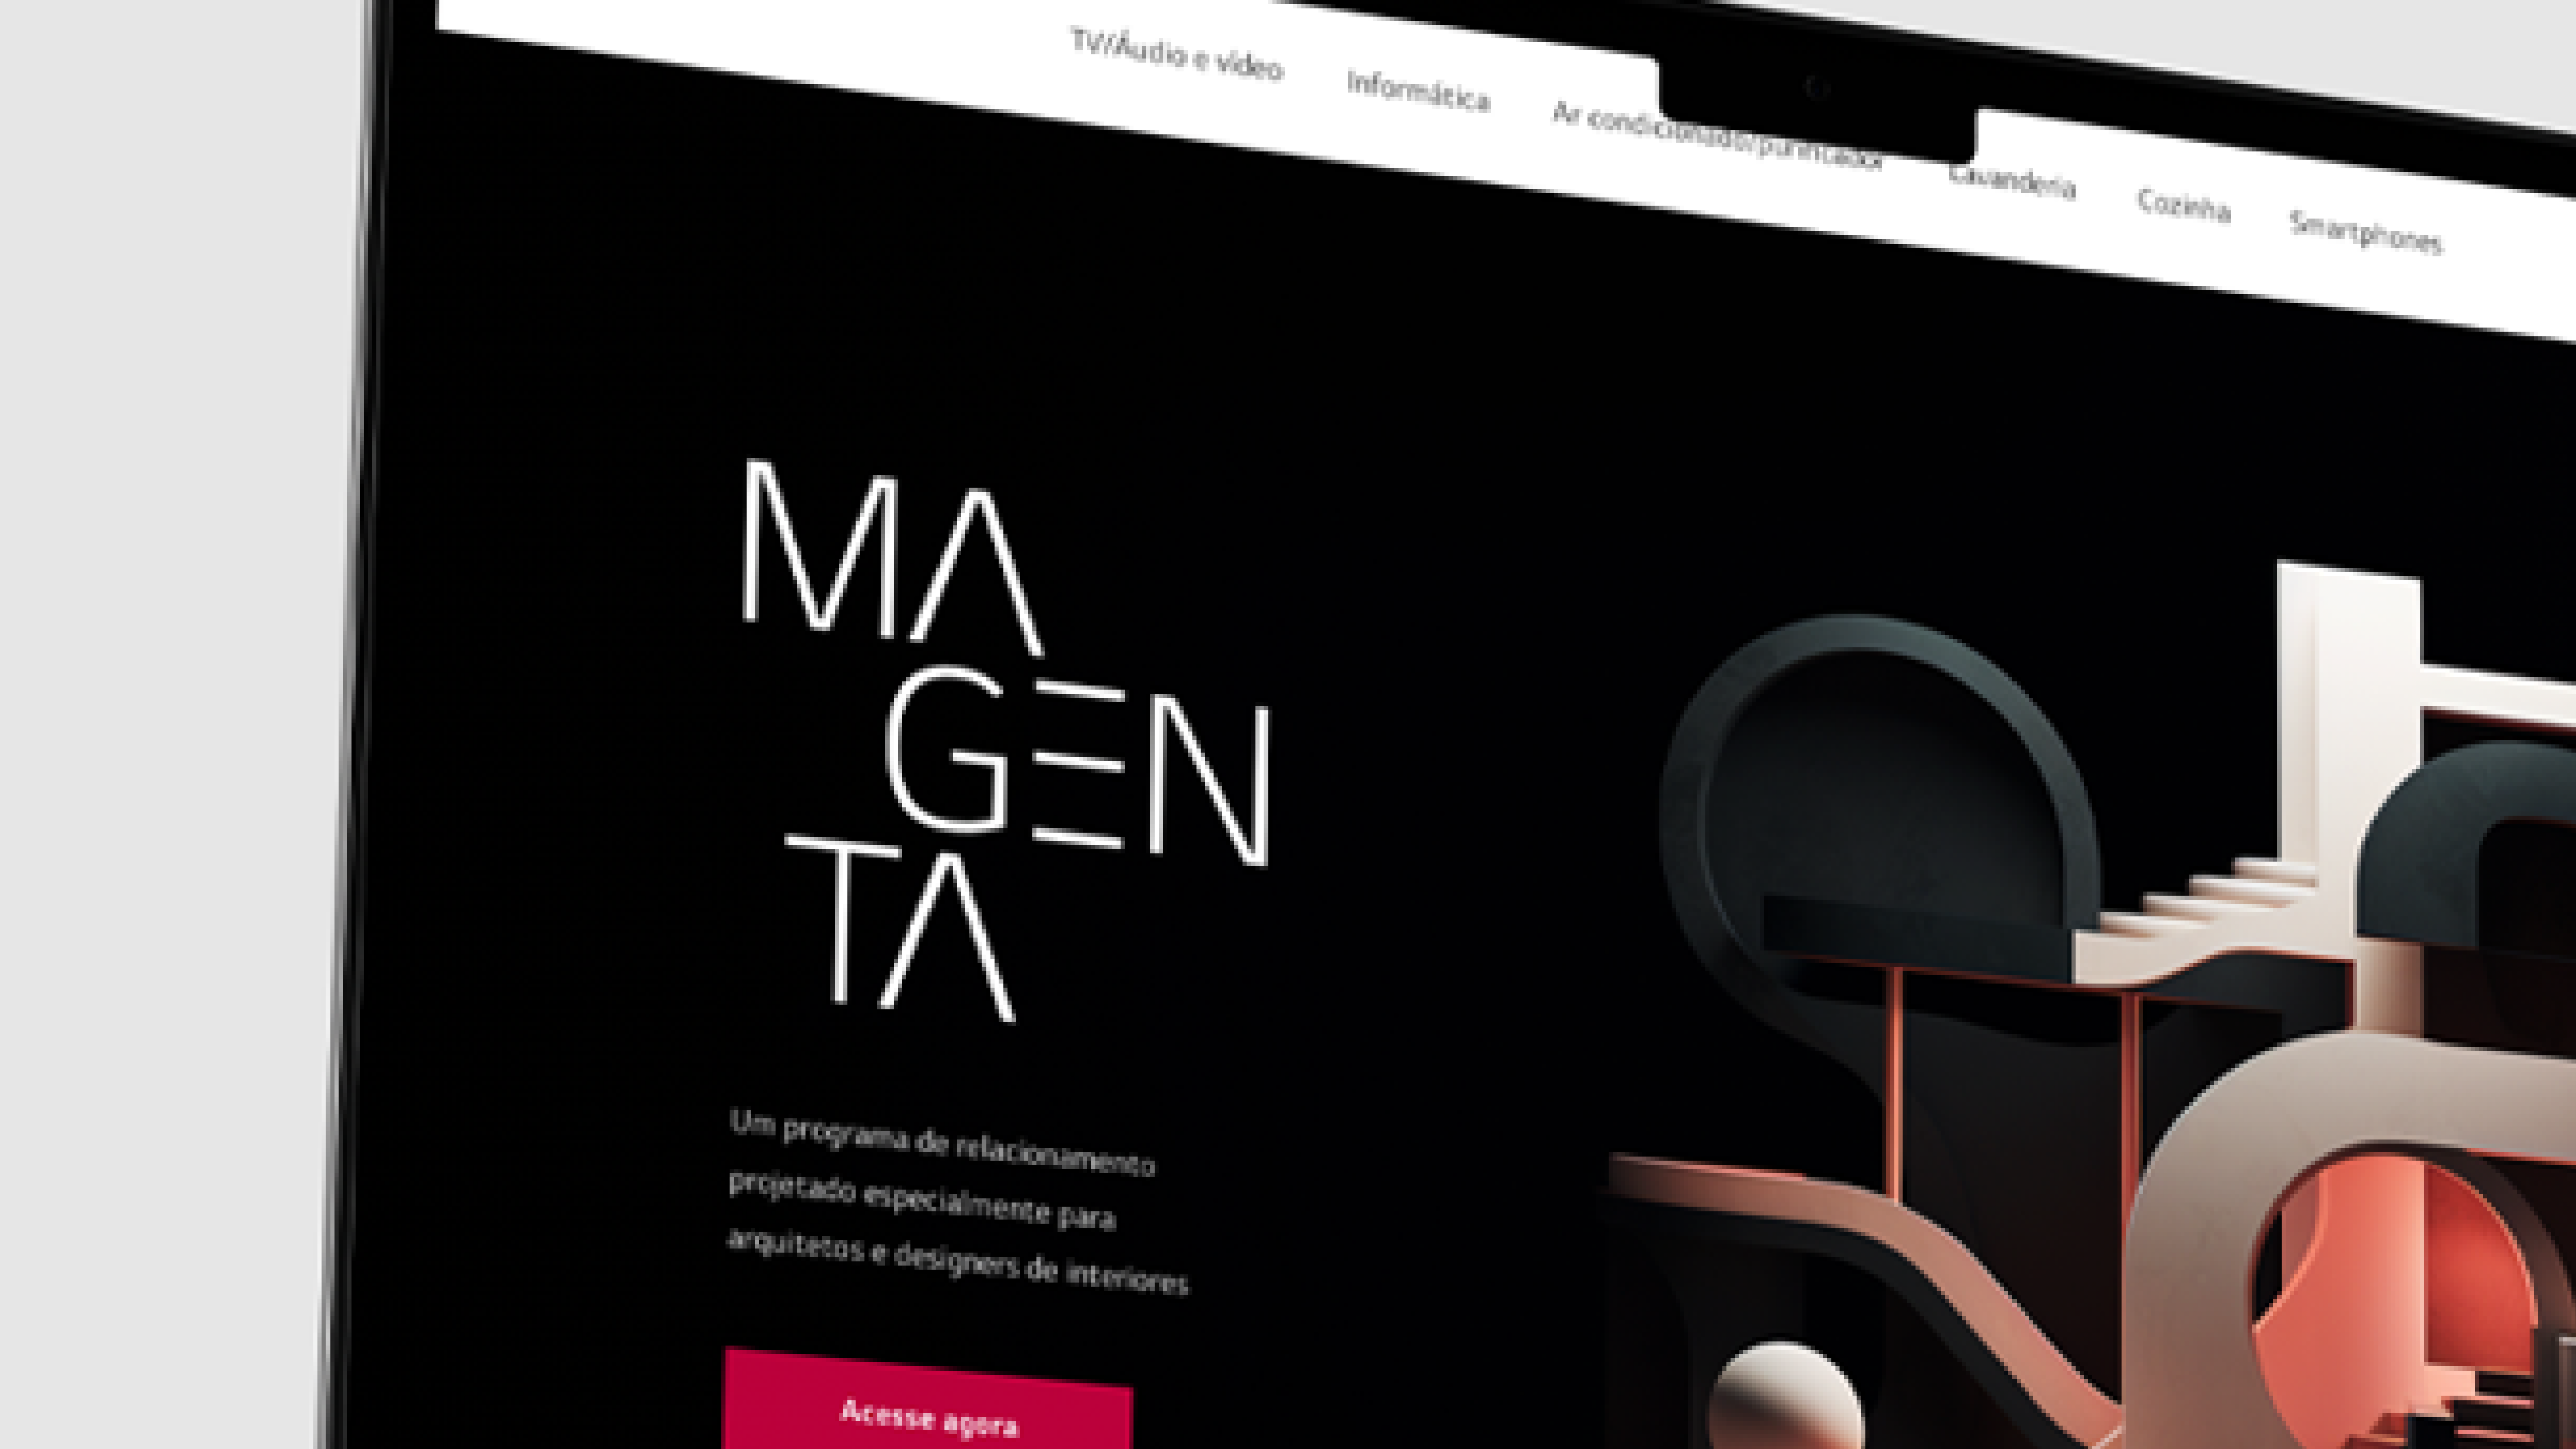 TV/Áudio e vídeo
Informática
Ar condicionado/purificador
Lavanderia
Cozinha
Smartphones
MA
GEN
TA
Um programa de relacionamento
projetado especialmente para
arquitetos e designers de interiores
Acesse agora